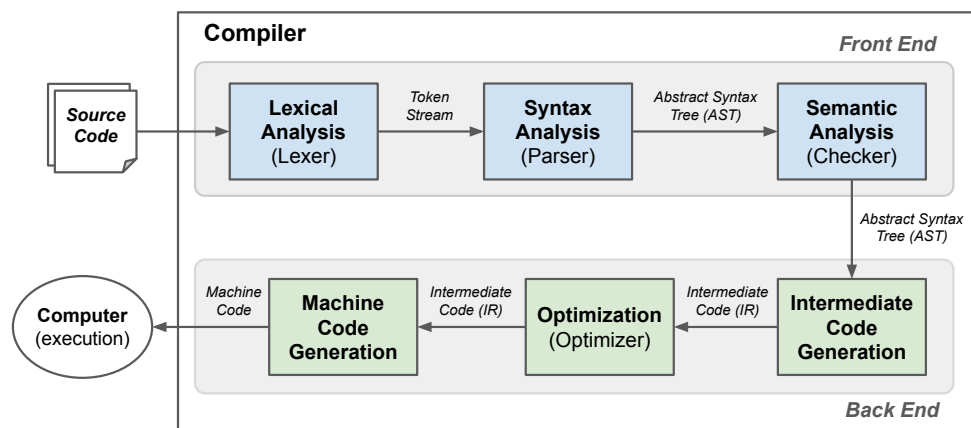 Compiler
Front End
Source
Code
Lexical
Analysis
(Lexer)
Token
Stream
Syntax
Analysis
(Parser)
Abstract Syntax
Tree (AST)
Semantic
Analysis
(Checker)
Abstract Syntax
Tree (AST)
Computer
(execution)
Machine
Code
Machine
Code
Generation
Intermediate
Code (IR)
Optimization
(Optimizer)
Intermediate
Code (IR)
Intermediate
Code
Generation
Back End